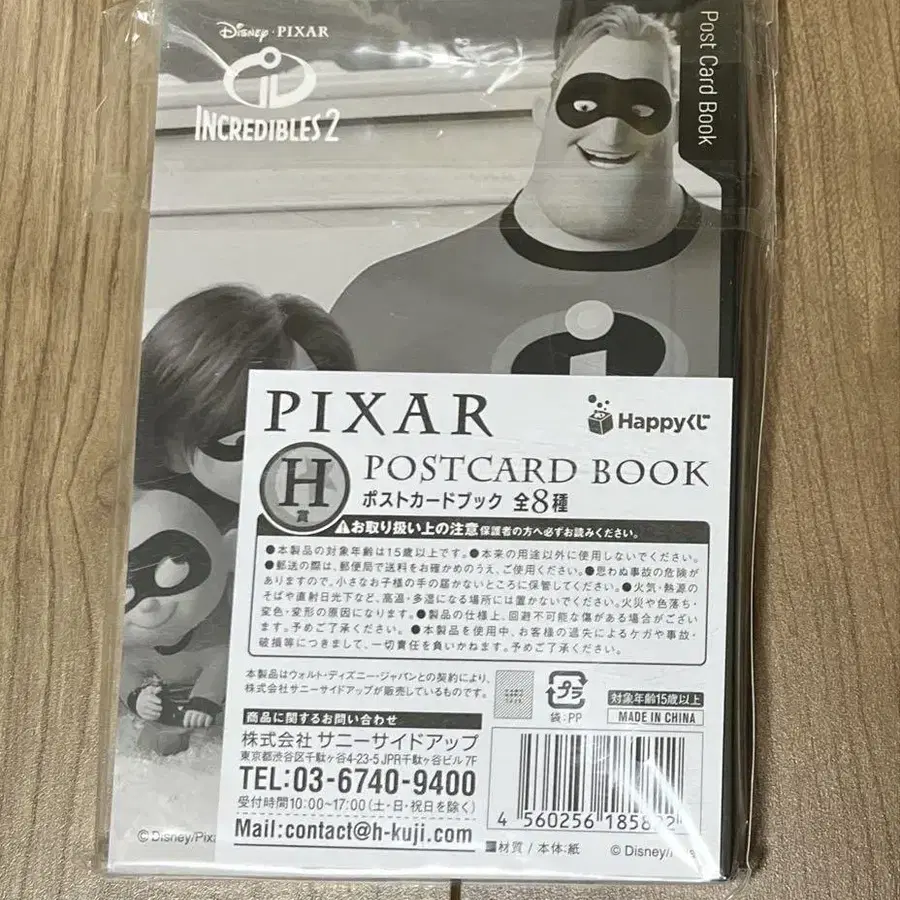 Disney・PIXAR
INCREDIBLES 2
Post Card Book
PIXAR
Happyくじ
H賞
POSTCARD BOOK
ポストカードブック 全8種
お取り扱い上の注意 保護者の方へ必ずお読みください。
●本製品の対象年齢は15歳以上です。●本来の用途以外に使用しないでください。
●郵送の際は、郵便局で送料をお確かめのうえ、ご使用ください。●思わぬ事故の危険が
ありますので、小さなお子様の手の届かないところに保管してください。●火気・熱源の
そばや直射日光下など、高温・多湿になる場所には置かないでください。火災や色落ち・
変色・変形の原因になります。●製品の仕様上、回避不可能な傷がある場合がござい
ます。予めご了承ください。●本製品を使用中、お客様の過失によるケガや事故・
破損等につきまして、一切責任を負いかねます。予めご了承ください。
本製品はウォルト・ディズニー・ジャパンとの契約により、
株式会社サニーサイドアップが販売しているものです。
プラ
袋:PP
対象年齢15歳以上
MADE IN CHINA
商品に関するお問い合わせ
株式会社 サニーサイドアップ
東京都渋谷区千駄ヶ谷4-23-5 JPR千駄ヶ谷ビル 7F
TEL:03-6740-9400
受付時間10:00~17:00(土・日・祝日を除く)
Mail:contact@h-kuji.com
4 560256 185822
■材質/本体:紙
©Disney/Pix
©Disney/Pix